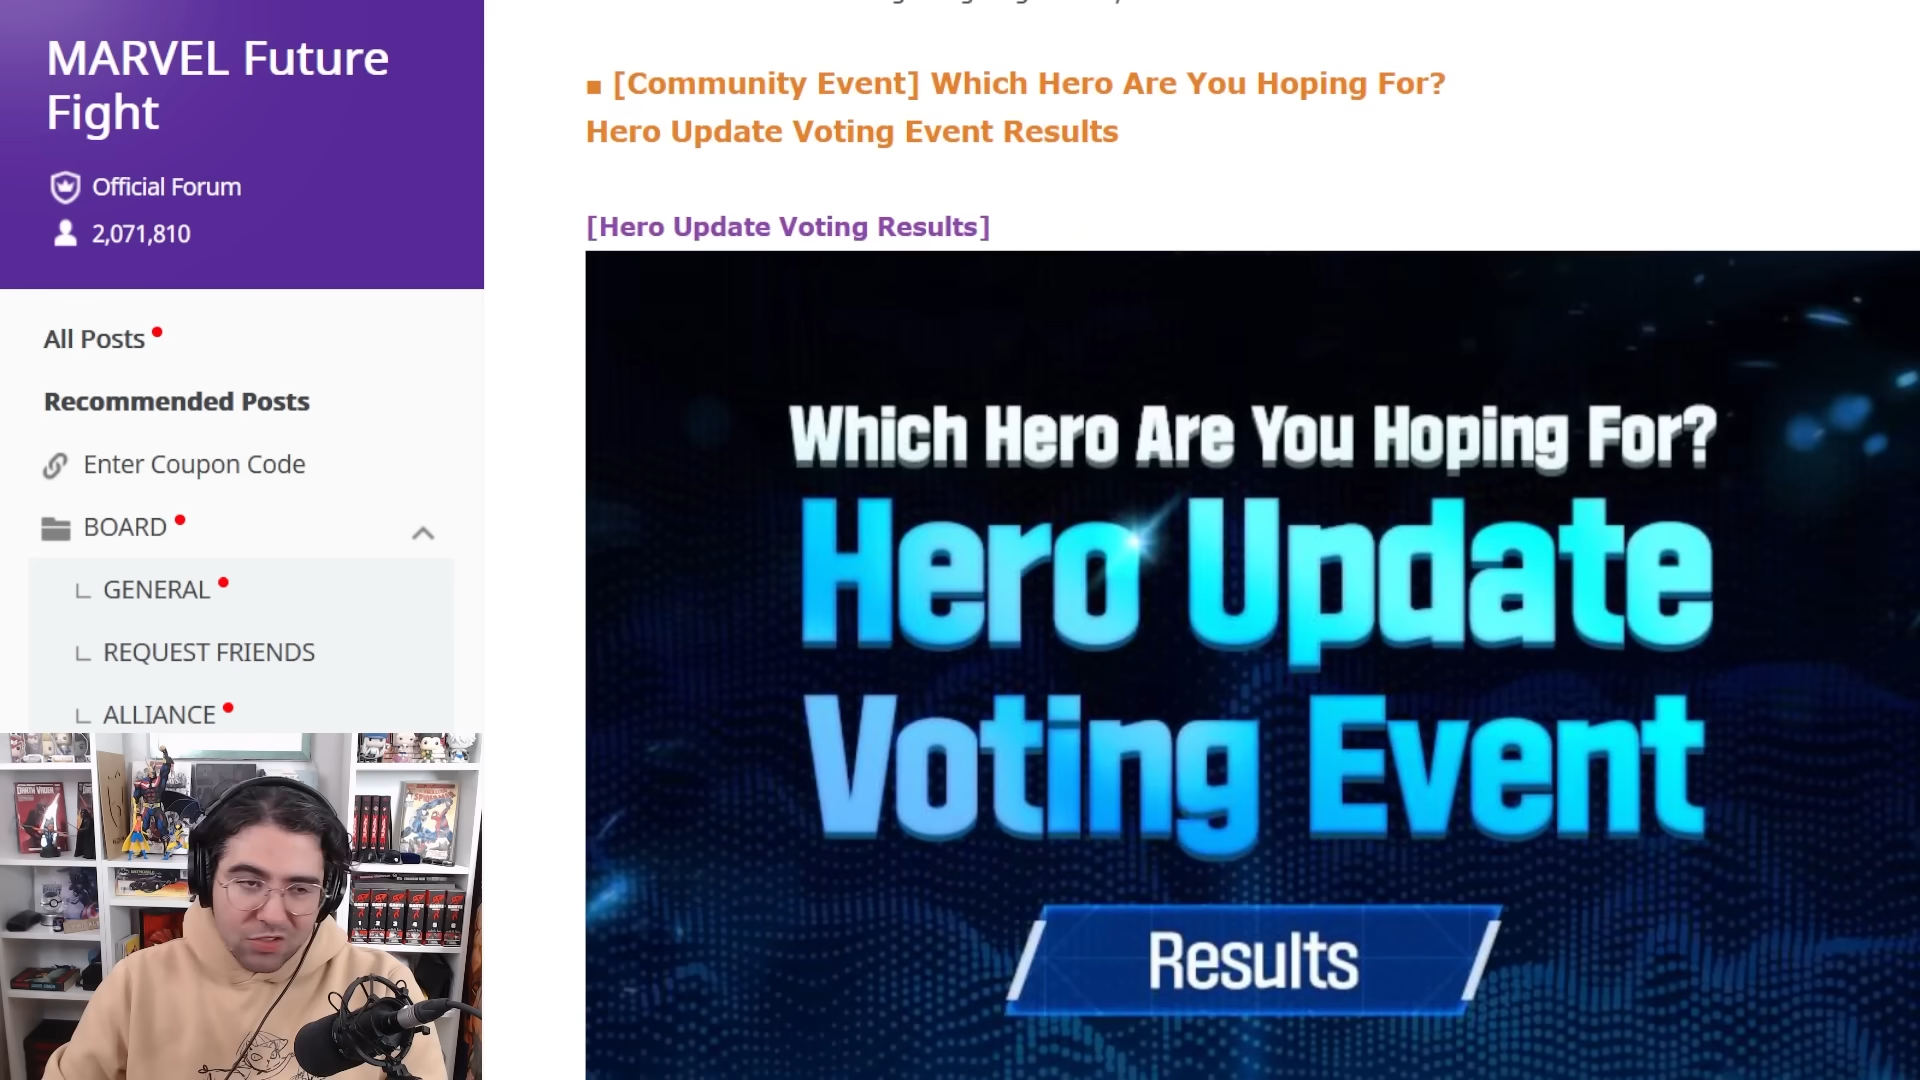 MARVEL Future
Fight
Official Forum
2,071,810
All Posts
Recommended Posts
Enter Coupon Code
BOARD
GENERAL
REQUEST FRIENDS
ALLIANCE
■ [Community Event] Which Hero Are You Hoping For?
Hero Update Voting Event Results
[Hero Update Voting Results]
Which Hero Are You Hoping For?
Hero Update
Voting Event
Results
DARTH VADER